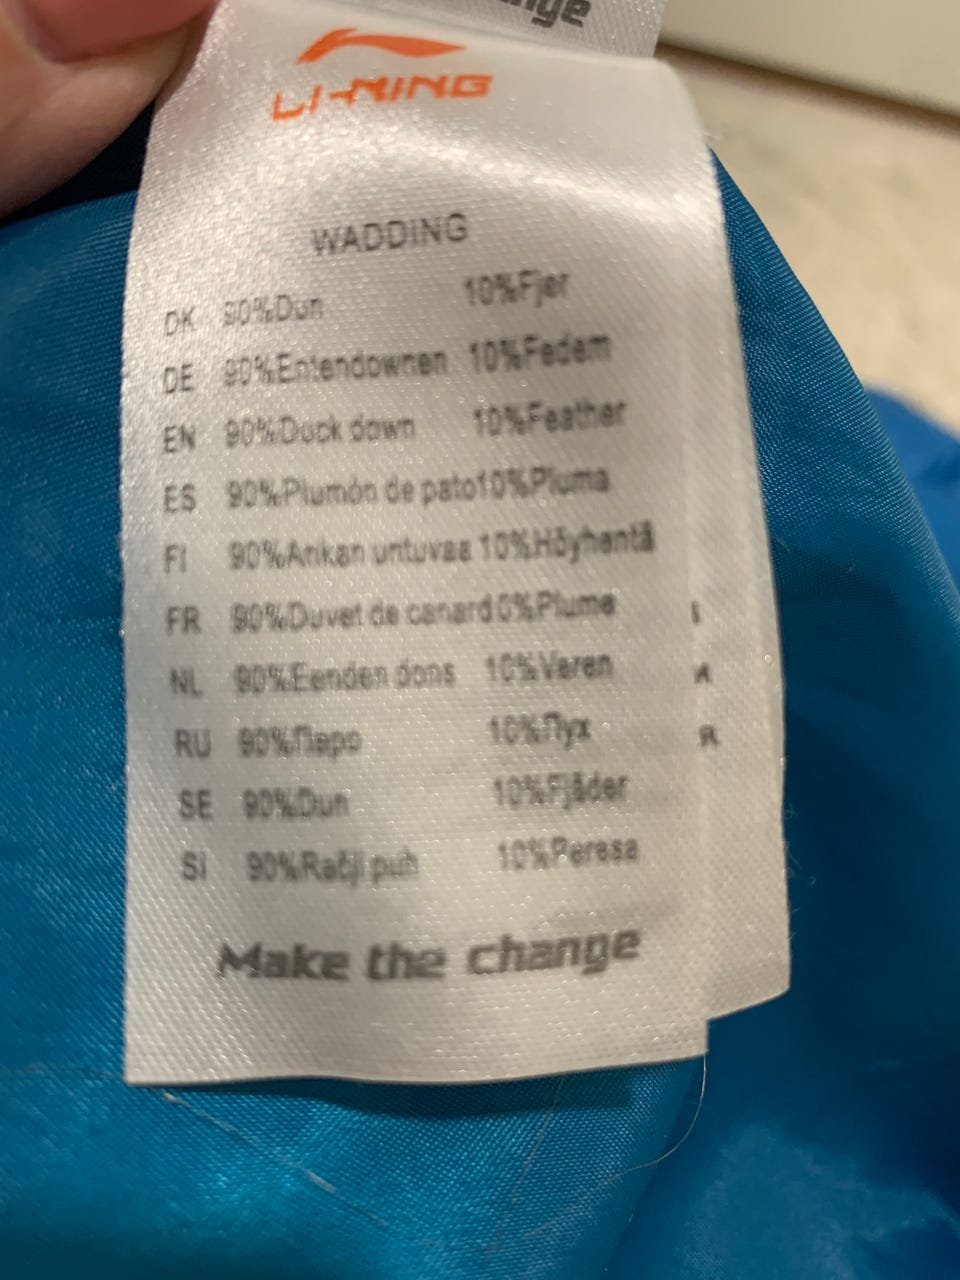 nge
LI-NING
WADDING
DK 90%Dun 10%Fjer
DE 90%Entendownen 10%Federn
EN 90%Duck down 10%Feather
ES 90%Plumón de pato10%Pluma
FI 90%Ankan untuvaa 10%Höyhentä
FR 90%Duvet de canard0%Plume
NL 90%Eenden dons 10%Veren
RU 90%Перо 10%Пух
SE 90%Dun 10%Fjäder
SI 90%Račji puh 10%Peresa
Make the change